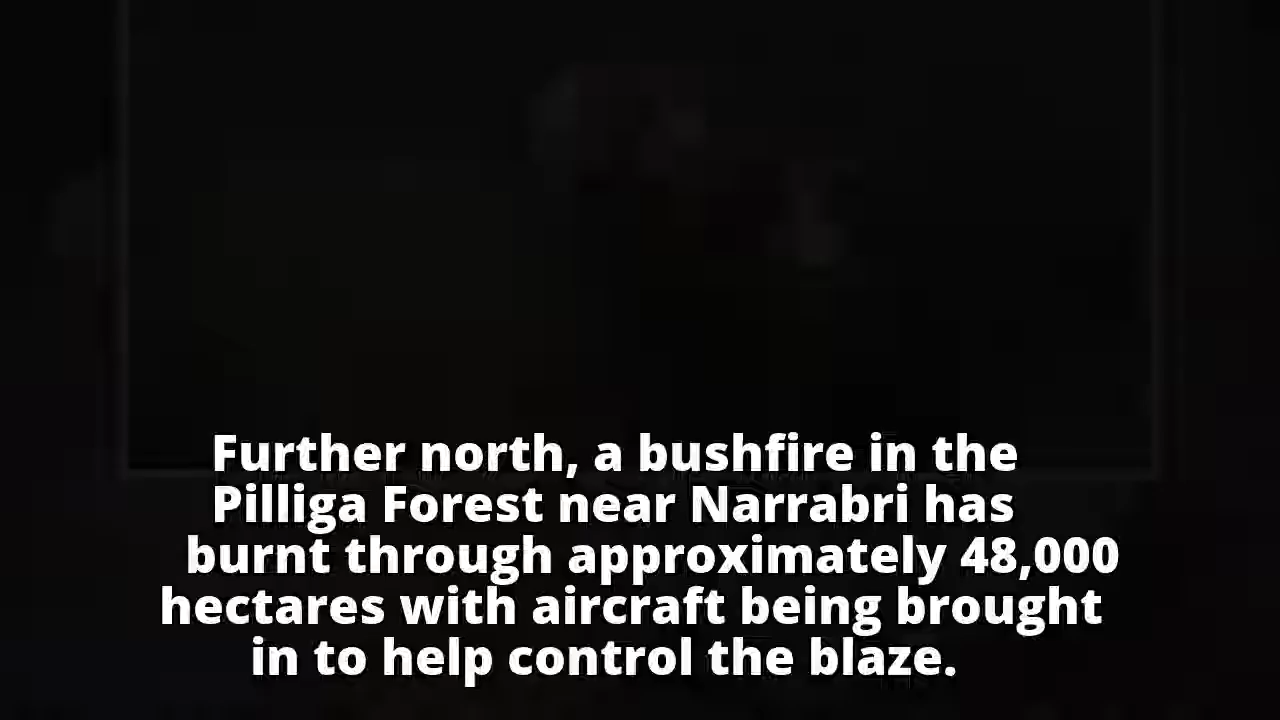 Further north, a bushfire in the
Pilliga Forest near Narrabri has
burnt through approximately 48,000
hectares with aircraft being brought
in to help control the blaze.